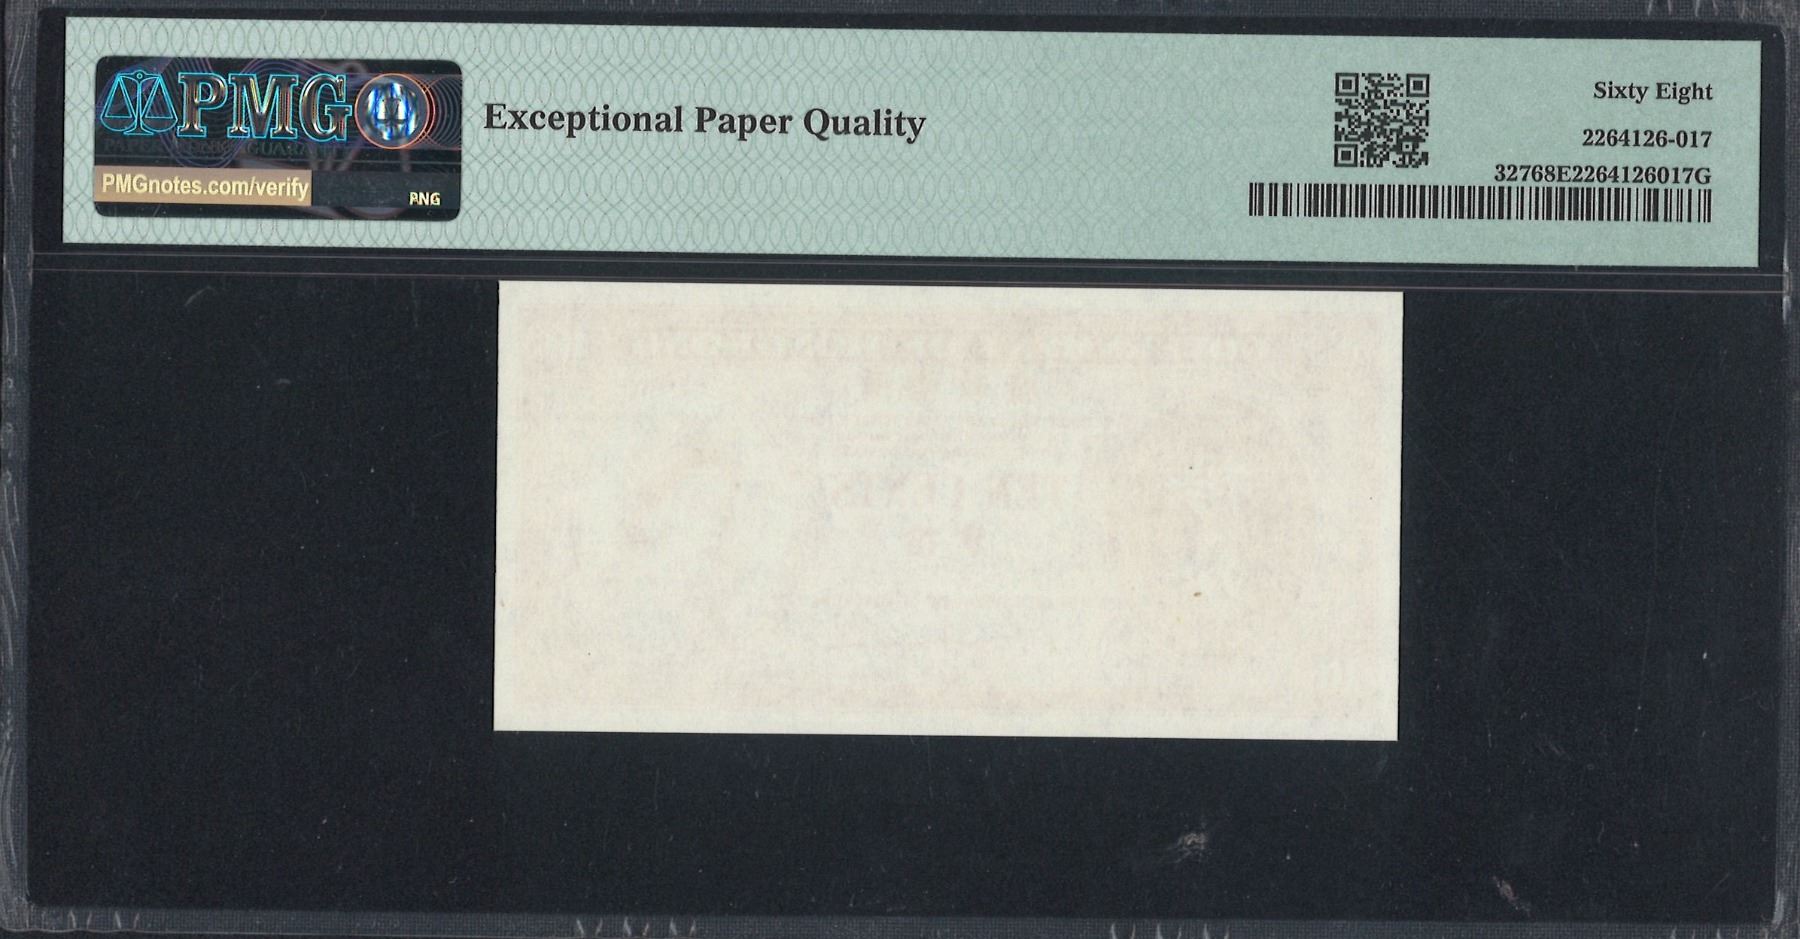 PMG
PMGnotes.com/verify
PNG
Exceptional Paper Quality
Sixty Eight
2264126-017
32768E2264126017G